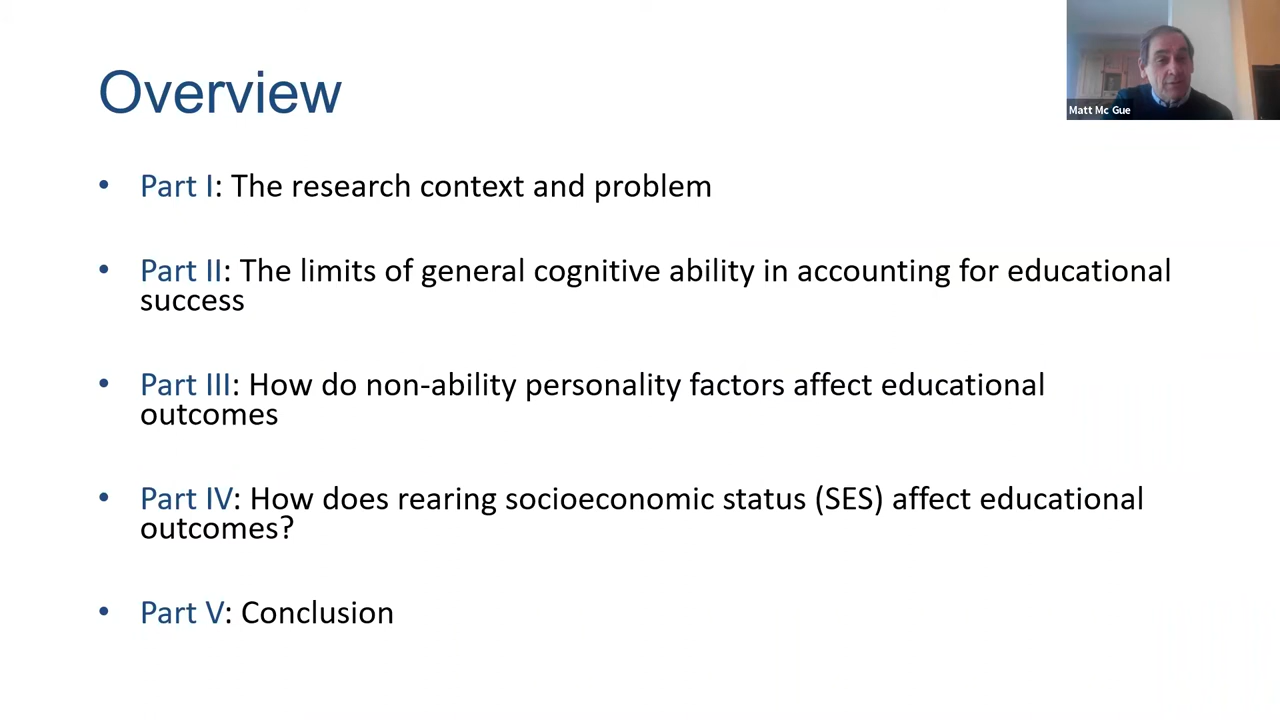 Overview
Matt Mc Gue
• Part I: The research context and problem
• Part II: The limits of general cognitive ability in accounting for educational
success
• Part III: How do non-ability personality factors affect educational
outcomes
• Part IV: How does rearing socioeconomic status (SES) affect educational
outcomes?
• Part V: Conclusion